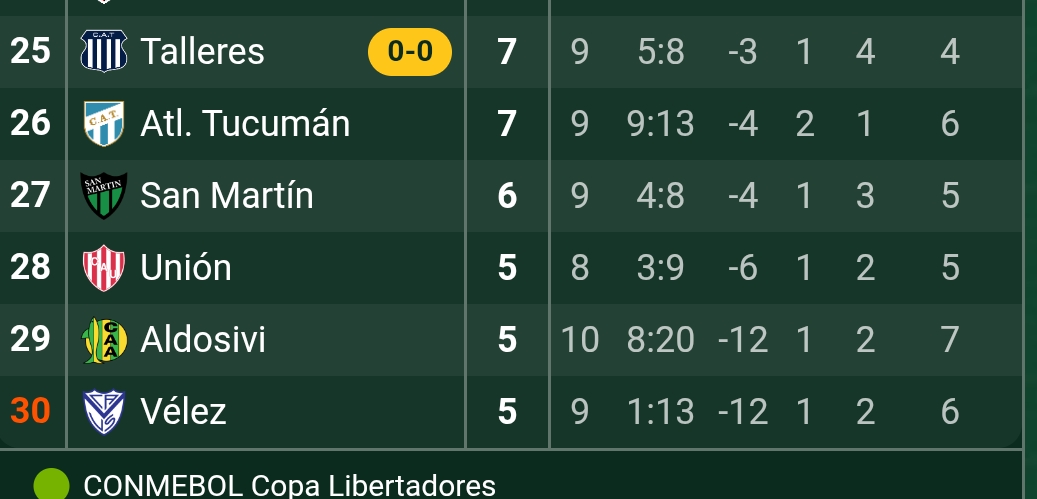 25 C.A.T Talleres 0-0 7 9 5:8 -3 1 4 4
26 C.A.T. Atl. Tucumán 7 9 9:13 -4 2 1 6
27 SAN MARTIN San Martín 6 9 4:8 -4 1 3 5
28 CAU Unión 5 8 3:9 -6 1 2 5
29 CAA Aldosivi 5 10 8:20 -12 1 2 7
30 Vélez 5 9 1:13 -12 1 2 6
CONMEBOL Copa Libertadores